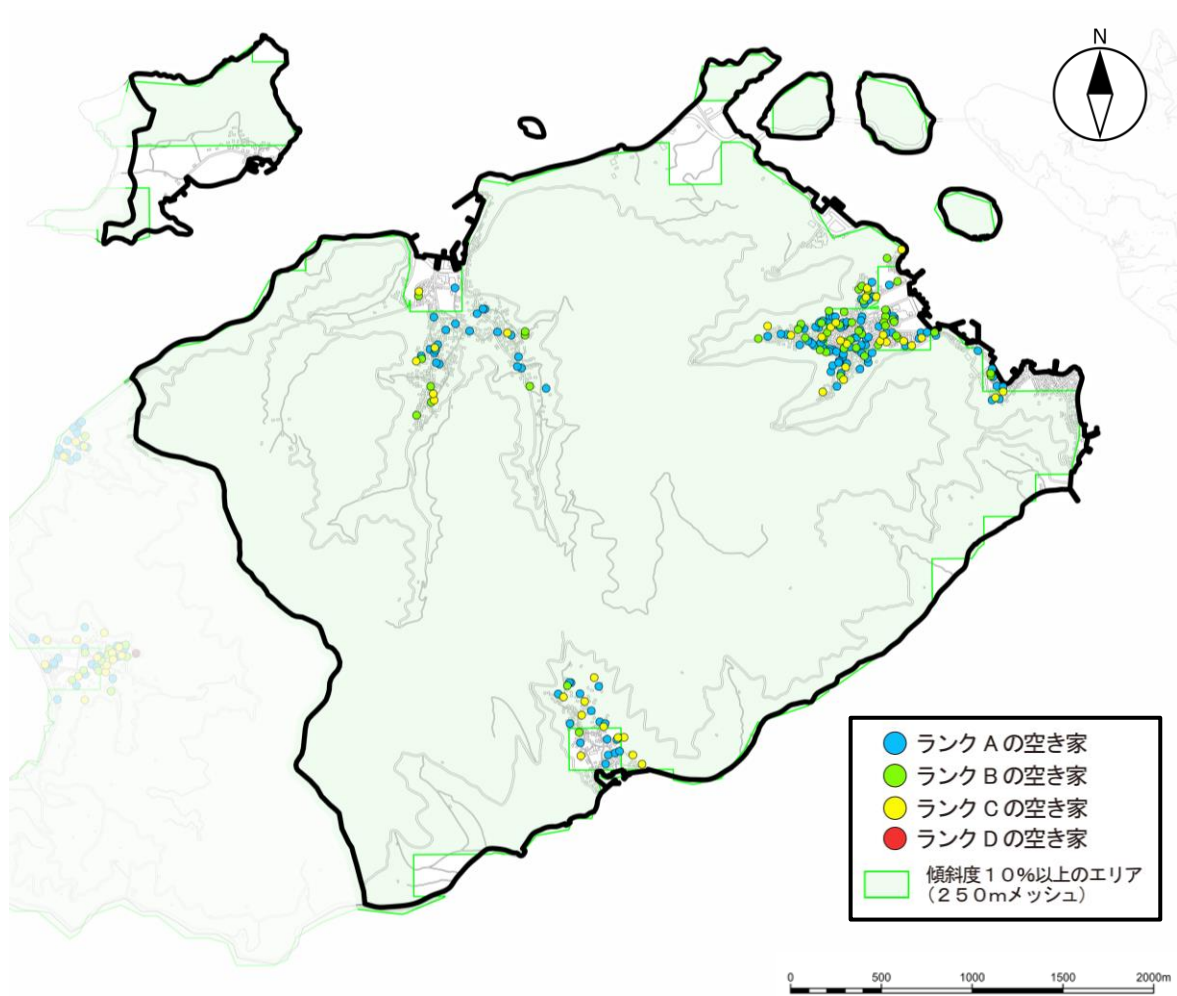 N
ランクAの空き家
ランクBの空き家
ランクCの空き家
ランクDの空き家
傾斜度10%以上のエリア
(250mメッシュ)
0 500 1000 1500 2000m